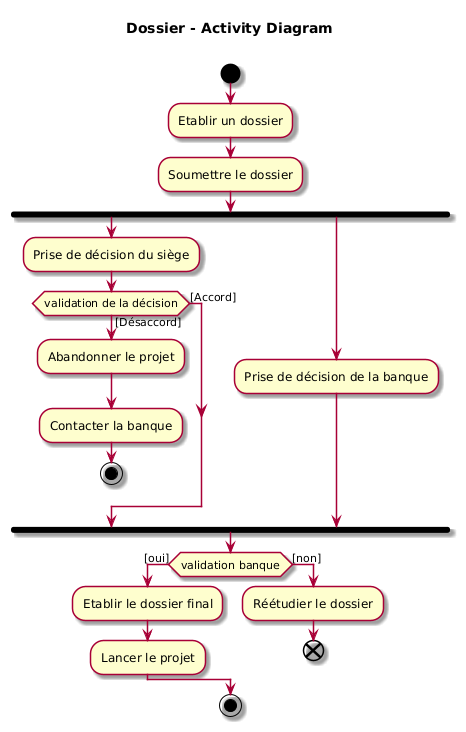 Dossier - Activity Diagram
Etablir un dossier
Soumettre le dossier
Prise de décision du siège
validation de la décision
[Accord]
[Désaccord]
Abandonner le projet
Prise de décision de la banque
Contacter la banque
[oui]
validation banque
[non]
Etablir le dossier final
Réétudier le dossier
Lancer le projet